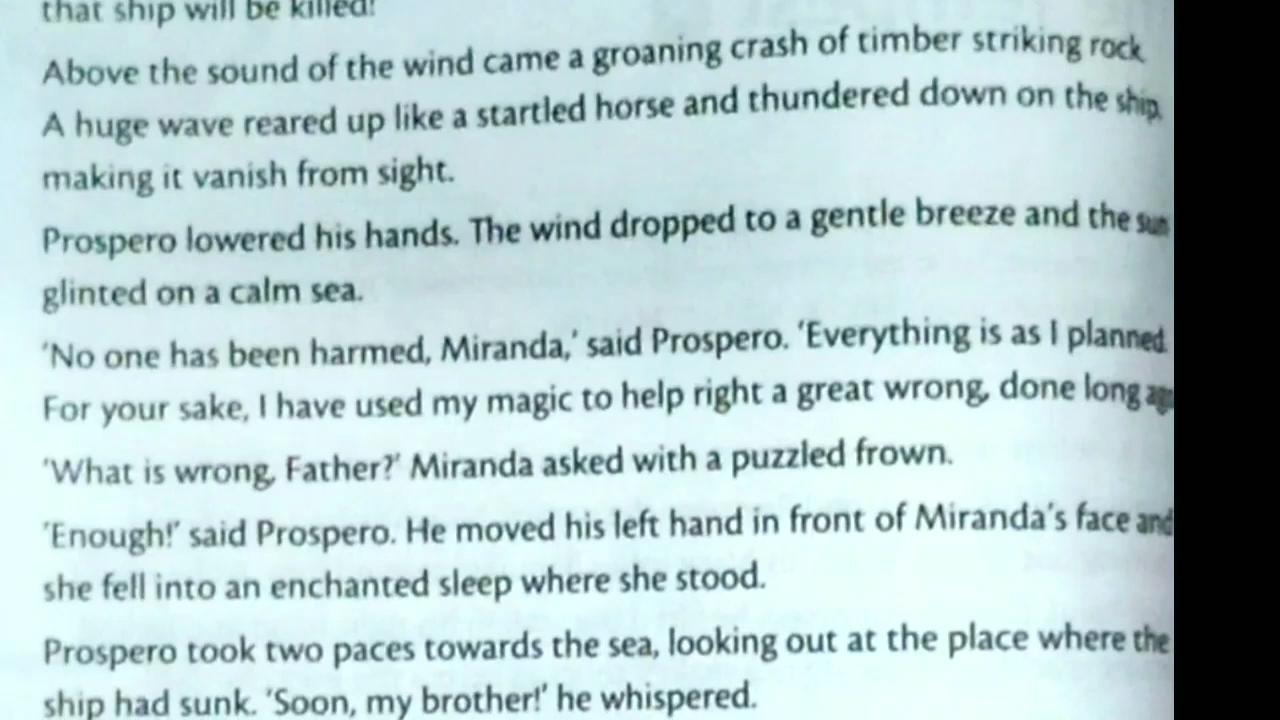 that ship will be killed!
Above the sound of the wind came a groaning crash of timber striking rock
A huge wave reared up like a startled horse and thundered down on the ship,
making it vanish from sight.
Prospero lowered his hands. The wind dropped to a gentle breeze and the sun
glinted on a calm sea.
'No one has been harmed, Miranda,' said Prospero. 'Everything is as I planned.
For your sake, I have used my magic to help right a great wrong, done long ago
'What is wrong, Father?' Miranda asked with a puzzled frown.
'Enough!' said Prospero. He moved his left hand in front of Miranda's face and
she fell into an enchanted sleep where she stood.
Prospero took two paces towards the sea, looking out at the place where the
ship had sunk. 'Soon, my brother!' he whispered.